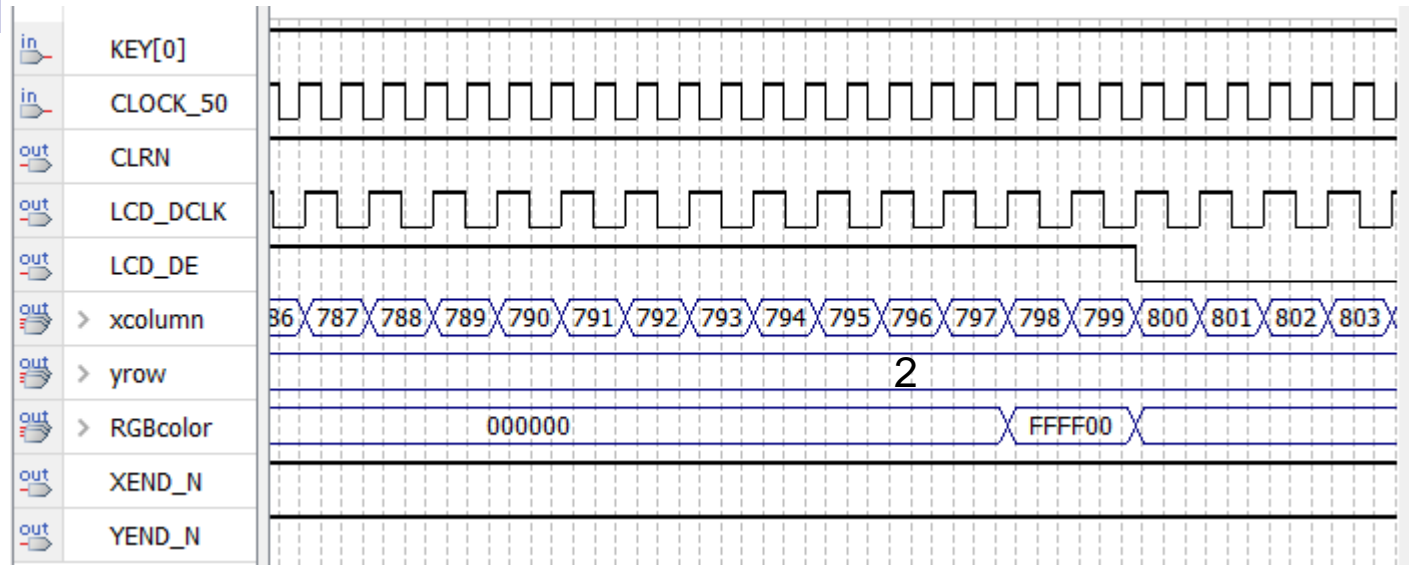 in KEY[0]
in CLOCK_50
out CLRN
out LCD_DCLK
out LCD_DE
out > xcolumn 86 787 788 789 790 791 792 793 794 795 796 797 798 799 800 801 802 803
out > yrow 2
out > RGBcolor 000000 FFFF00
out XEND_N
out YEND_N